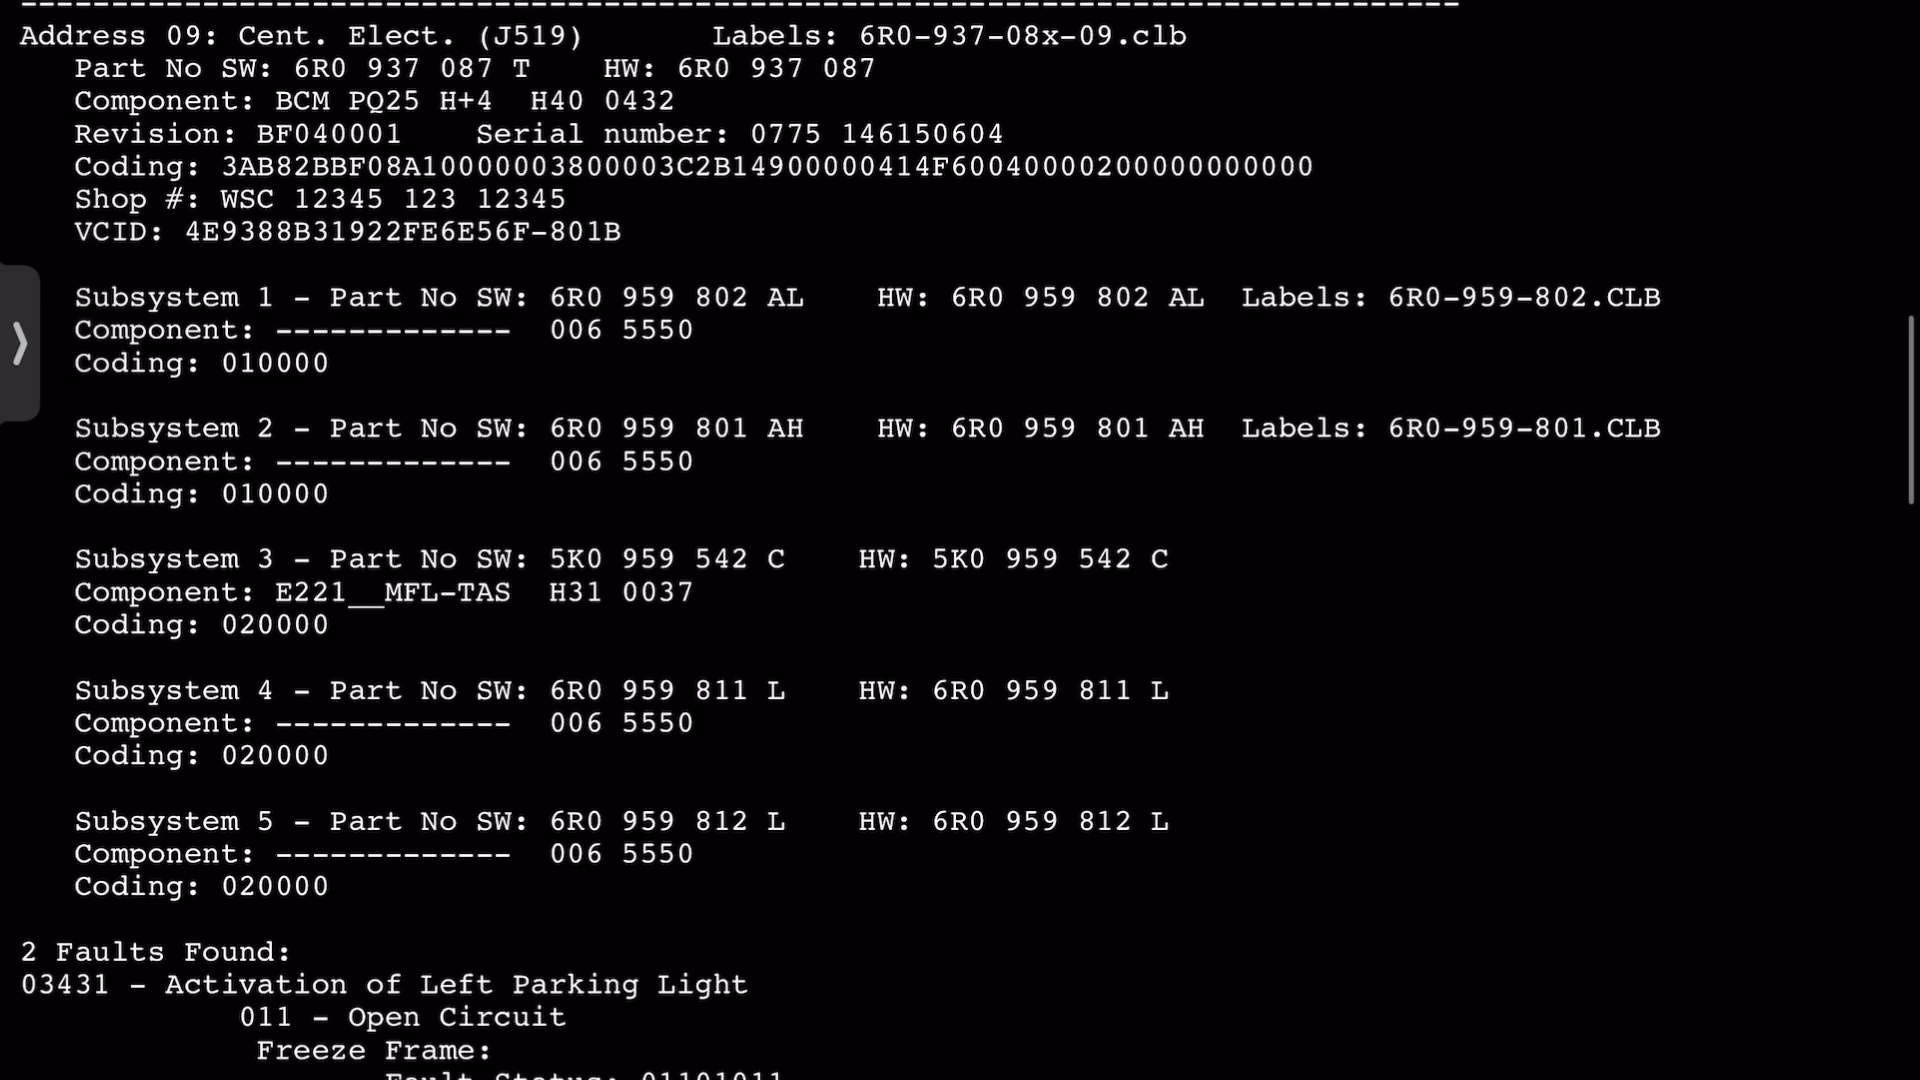 --------------------------------------------------------------------------------
Address 09: Cent. Elect. (J519)       Labels: 6R0-937-08x-09.clb
Part No SW: 6R0 937 087 T    HW: 6R0 937 087
Component: BCM PQ25 H+4  H40 0432
Revision: BF040001    Serial number: 0775 146150604
Coding: 3AB82BBF08A10000003800003C2B14900000414F60040000200000000000
Shop #: WSC 12345 123 12345
VCID: 4E9388B31922FE6E56F-801B
Subsystem 1 - Part No SW: 6R0 959 802 AL    HW: 6R0 959 802 AL  Labels: 6R0-959-802.CLB
Component: -------------  006 5550
Coding: 010000
Subsystem 2 - Part No SW: 6R0 959 801 AH    HW: 6R0 959 801 AH  Labels: 6R0-959-801.CLB
Component: -------------  006 5550
Coding: 010000
Subsystem 3 - Part No SW: 5K0 959 542 C    HW: 5K0 959 542 C
Component: E221__MFL-TAS  H31 0037
Coding: 020000
Subsystem 4 - Part No SW: 6R0 959 811 L    HW: 6R0 959 811 L
Component: -------------  006 5550
Coding: 020000
Subsystem 5 - Part No SW: 6R0 959 812 L    HW: 6R0 959 812 L
Component: -------------  006 5550
Coding: 020000
2 Faults Found:
03431 - Activation of Left Parking Light
011 - Open Circuit
Freeze Frame:
Fault Status: 01101011